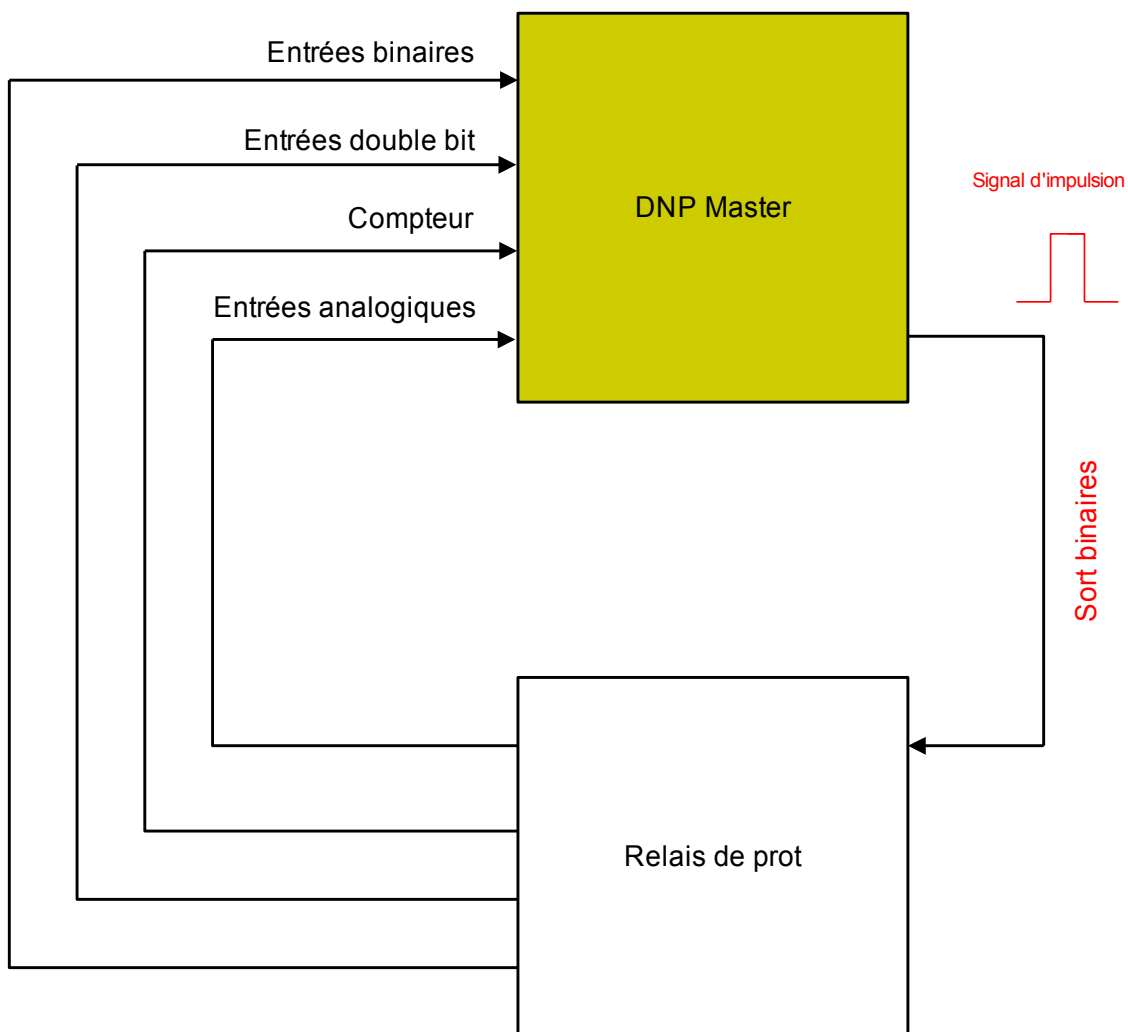 Entrées binaires
Entrées double bit
Compteur
Entrées analogiques
DNP Master
Signal d'impulsion
Sort binaires
Relais de prot